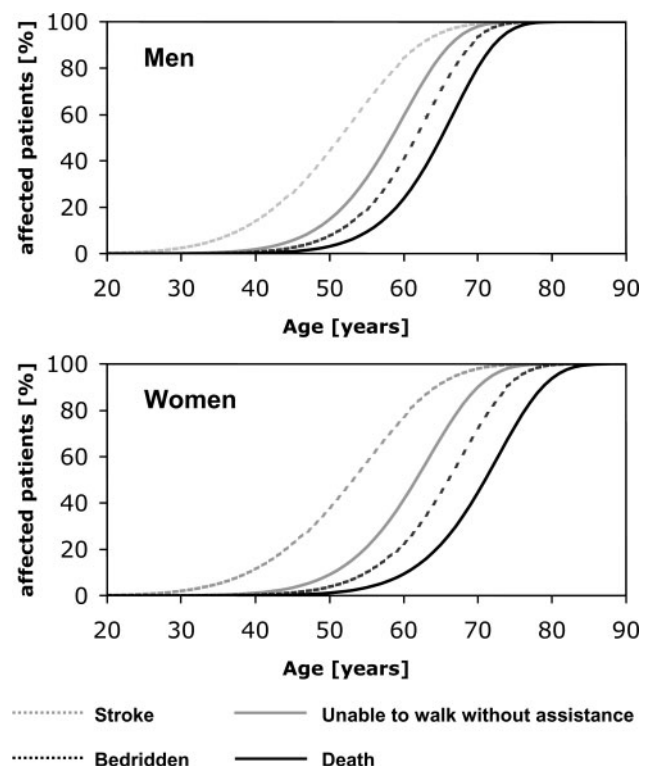 100
80
60
40
20
0
affected patients [%]
Men
20 30 40 50 60 70 80 90
Age [years]
100
80
60
40
20
0
affected patients [%]
Women
20 30 40 50 60 70 80 90
Age [years]
Stroke Unable to walk without assistance
Bedridden Death